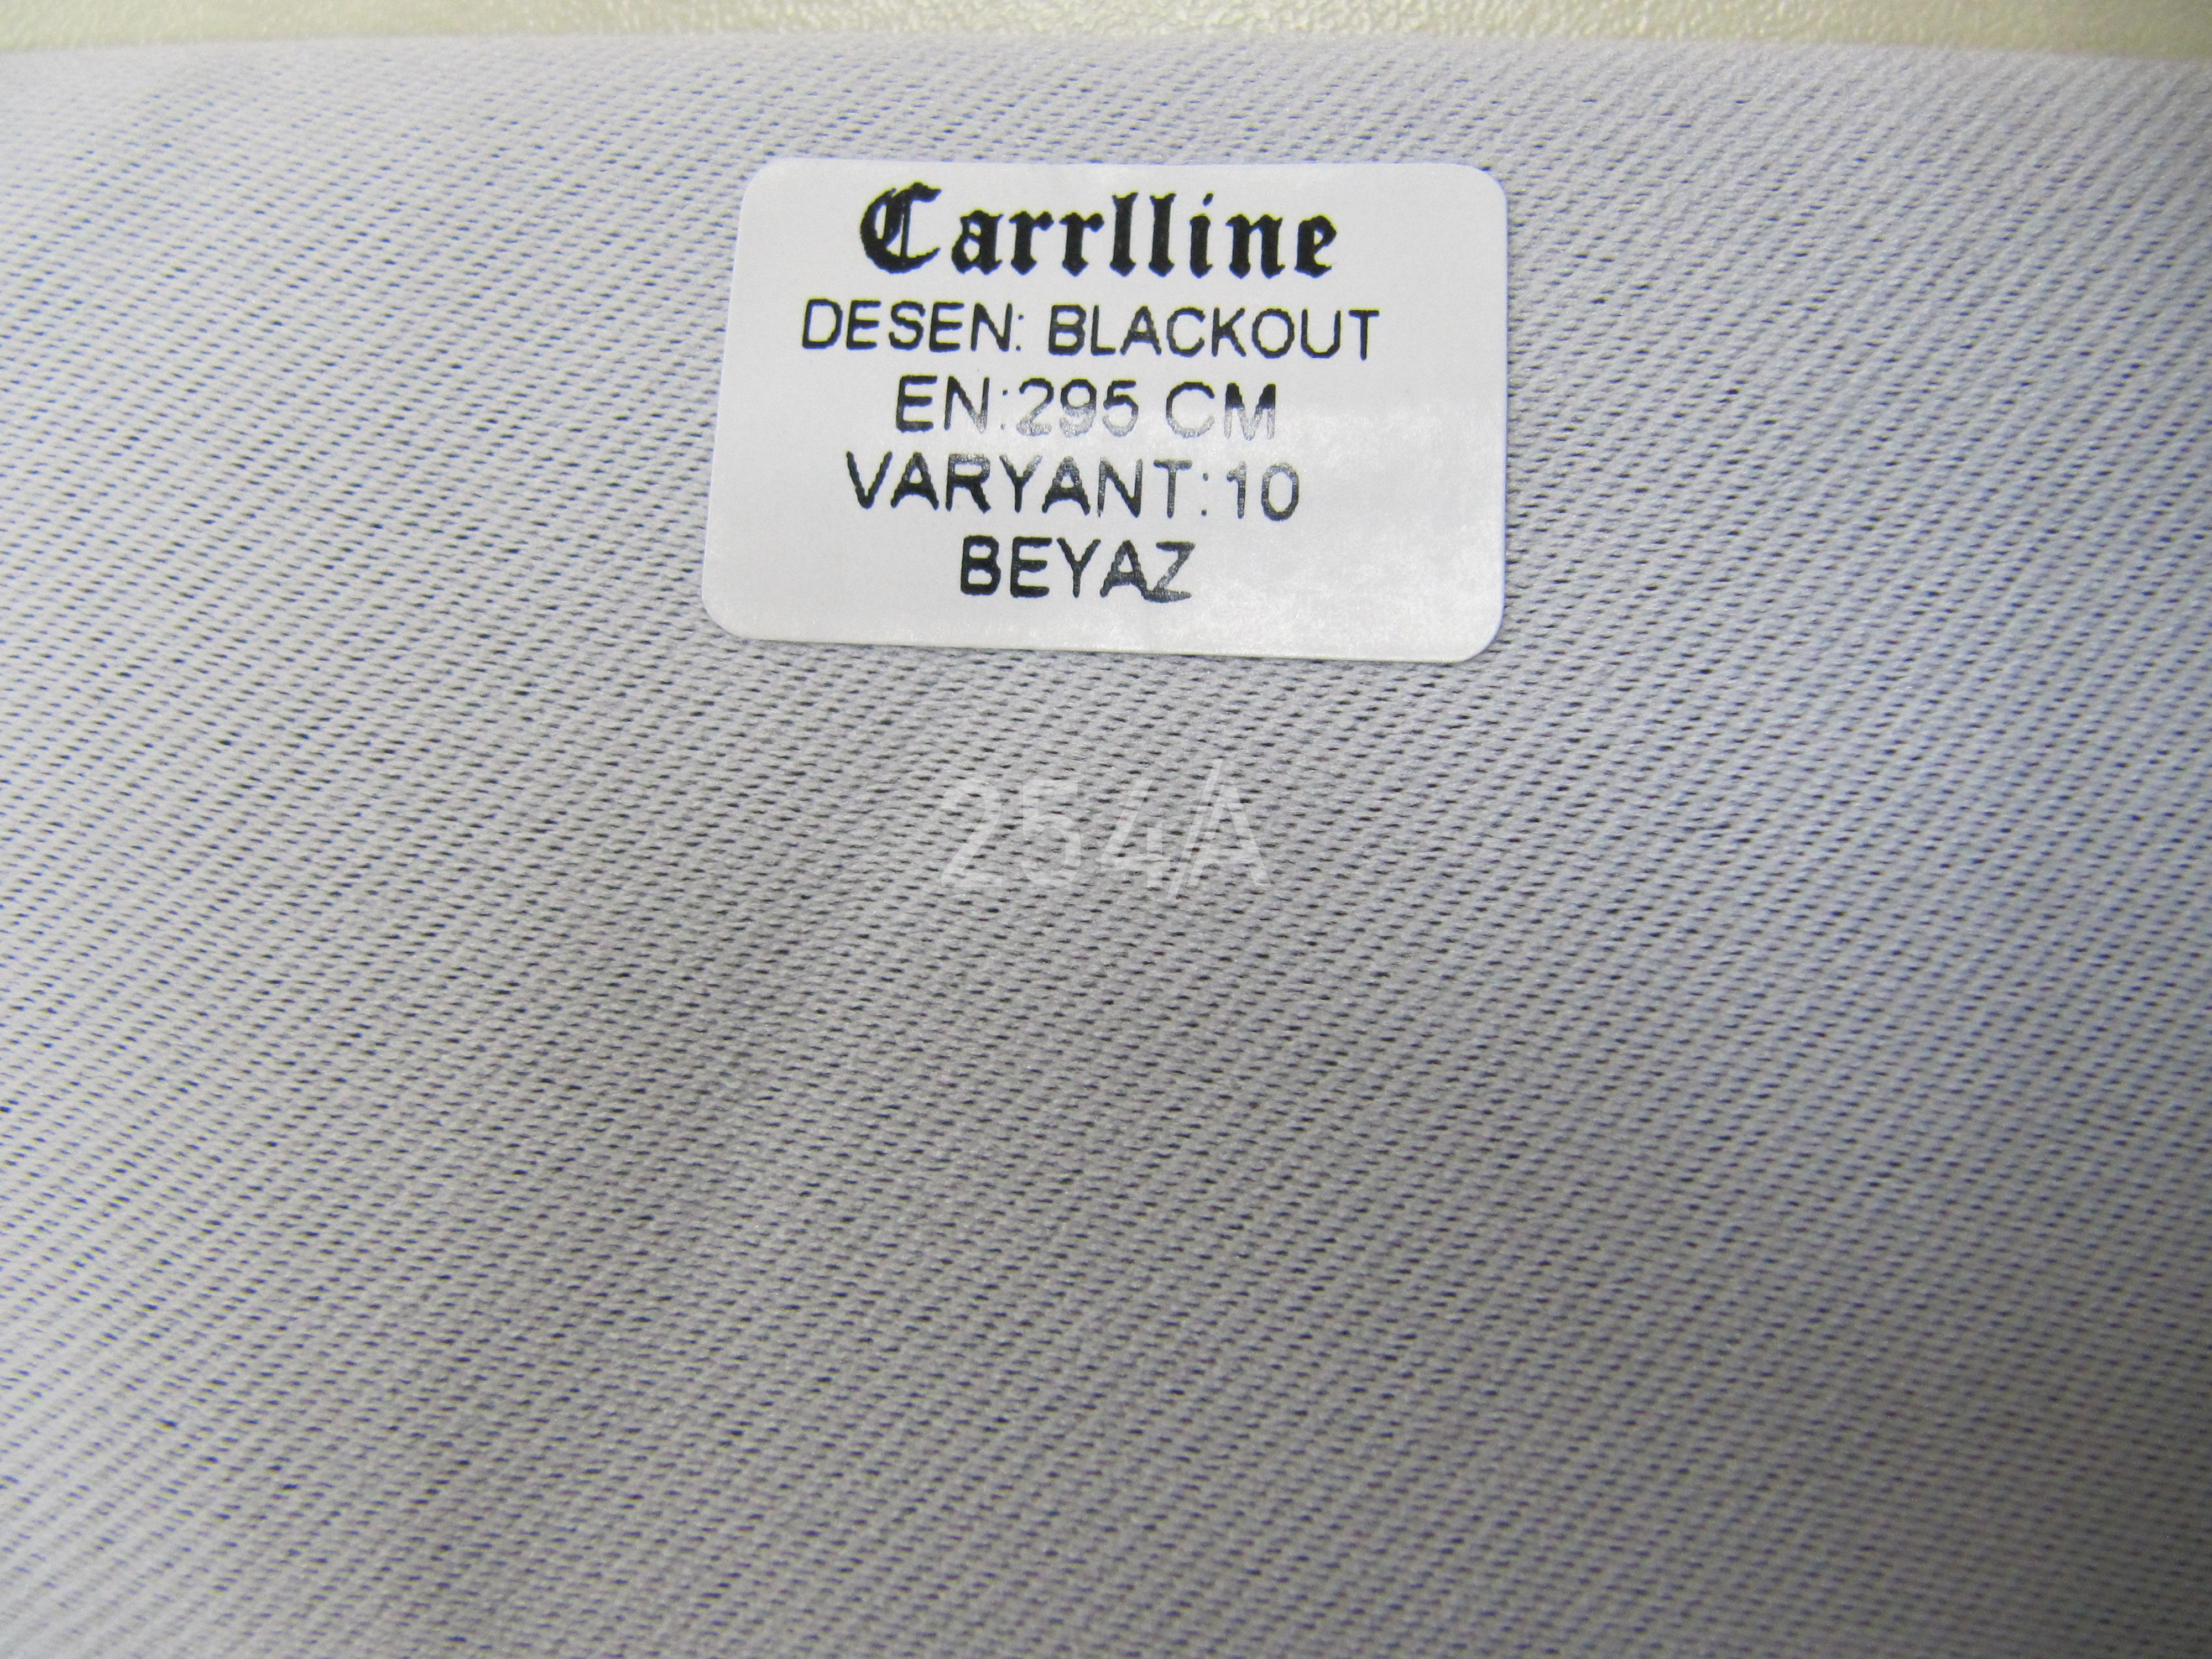 Carrlline
DESEN: BLACKOUT
EN:295 CM
VARYANT:10
BEYAZ
254/A